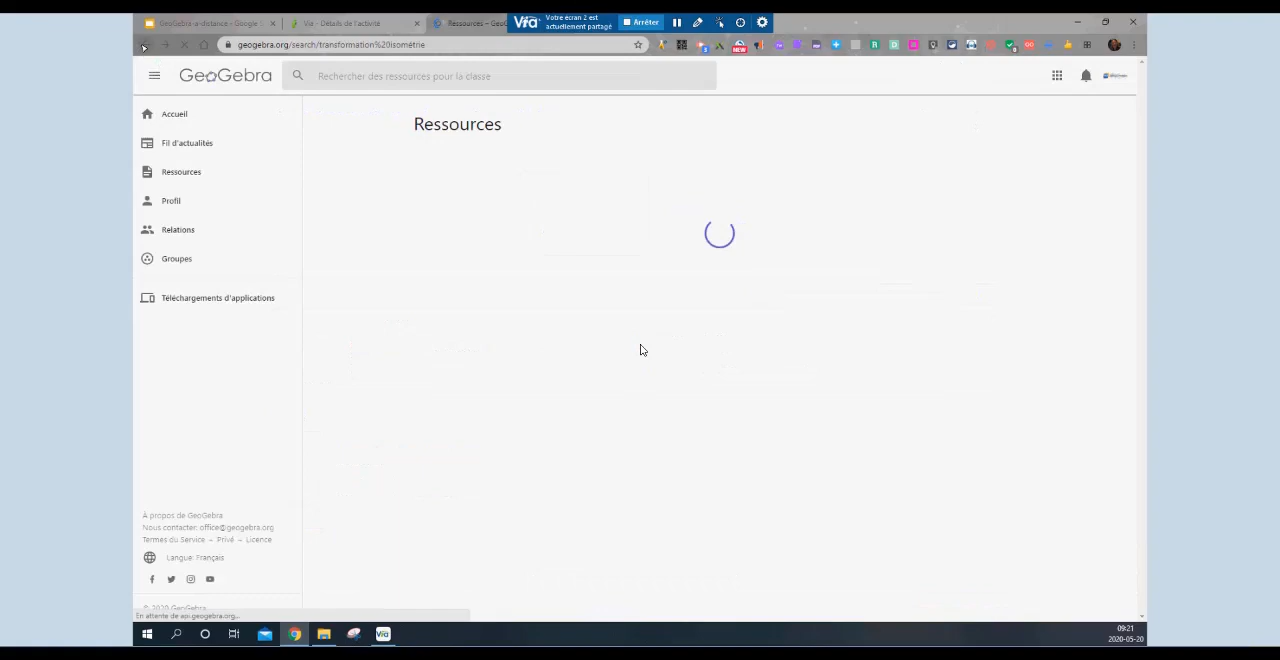 GeoGebra-a-distance - Google S
Via - Détails de l'activité
Ressources – GeoG
Via
Votre écran 2 est
actuellement partagé
Arrêter
geogebra.org/search/transformation%20isométrie
NEW
GeoGebra
Rechercher des ressources pour la classe
Accueil
Fil d'actualités
Ressources
Profil
Relations
Groupes
Téléchargements d'applications
Ressources
À propos de GeoGebra
Nous contacter: office@geogebra.org
Termes du Service – Privé – Licence
Langue: Français
© 2020 GeoGebra
En attente de api.geogebra.org...
Via
09:21
2020-05-20